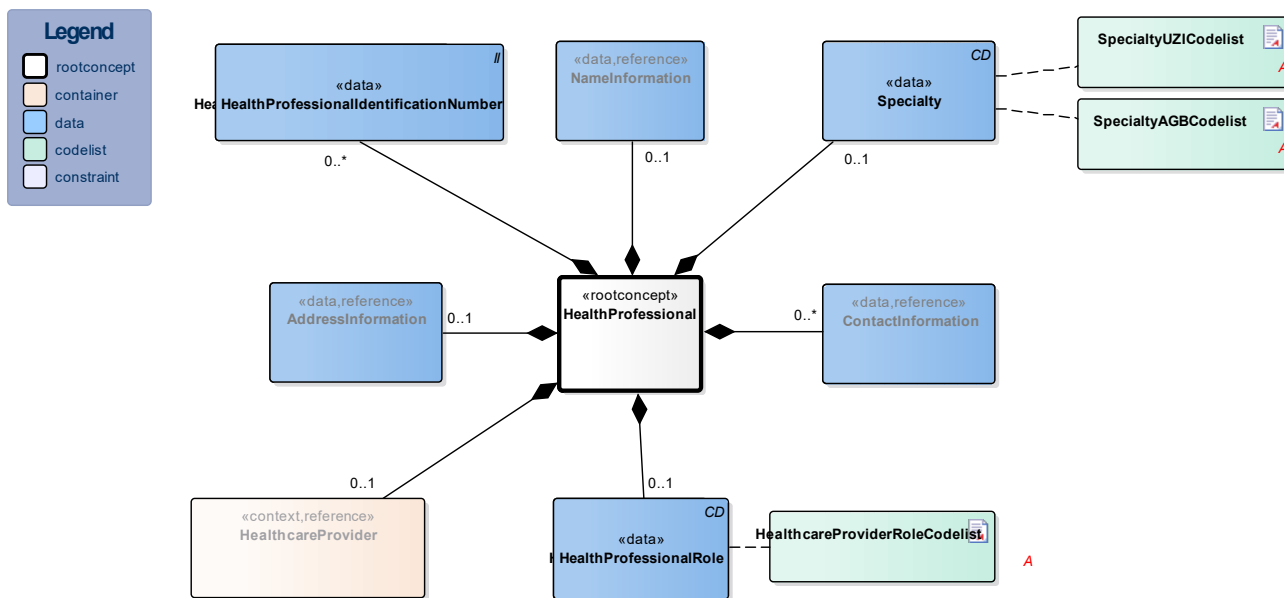 Legend
rootconcept
container
data
codelist
constraint
II
«data»
HealthProfessionalIdentificationNumber
0..*
«data,reference»
NameInformation
0..1
CD
«data»
Specialty
0..1
SpecialtyUZICodelist
A
SpecialtyAGBCodelist
A
«data,reference»
AddressInformation
0..1
«rootconcept»
HealthProfessional
0..*
«data,reference»
ContactInformation
0..1
«context,reference»
HealthcareProvider
0..1
CD
«data»
HealthProfessionalRole
HealthcareProviderRoleCodelist
A